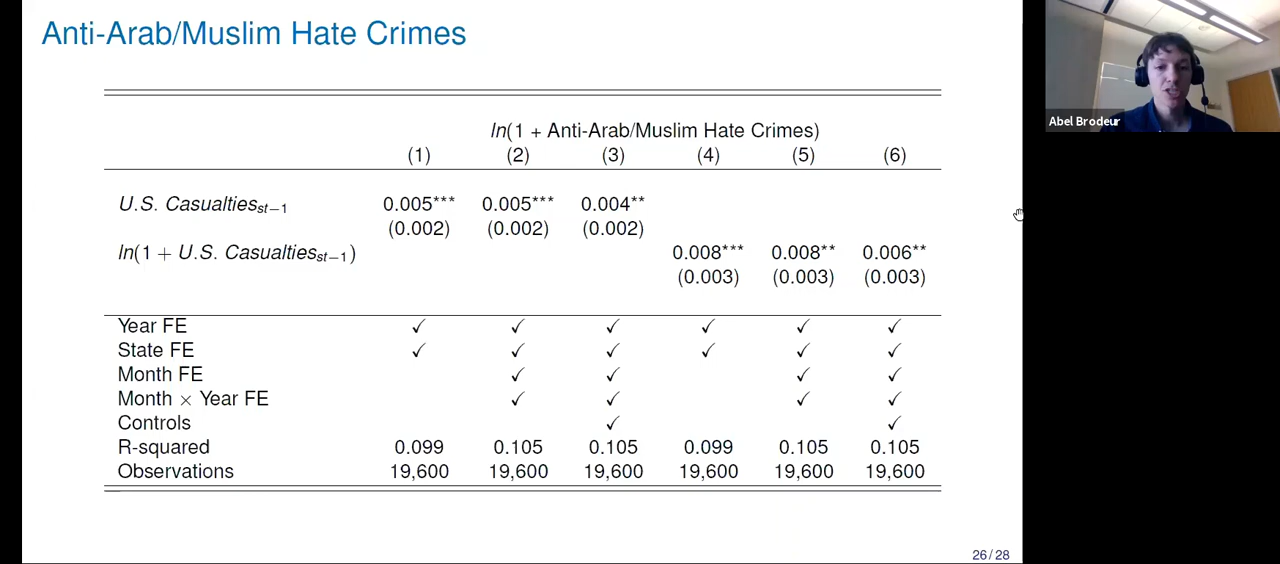 Anti-Arab/Muslim Hate Crimes
Abel Brodeur
ln(1 + Anti-Arab/Muslim Hate Crimes)
(1) (2) (3) (4) (5) (6)
U.S. Casualties_{st−1} 0.005*** 0.005*** 0.004**
(0.002) (0.002) (0.002)
ln(1 + U.S. Casualties_{st−1}) 0.008*** 0.008** 0.006**
(0.003) (0.003) (0.003)
Year FE ✓ ✓ ✓ ✓ ✓ ✓
State FE ✓ ✓ ✓ ✓ ✓ ✓
Month FE ✓ ✓ ✓ ✓
Month × Year FE ✓ ✓ ✓ ✓
Controls ✓ ✓
R-squared 0.099 0.105 0.105 0.099 0.105 0.105
Observations 19,600 19,600 19,600 19,600 19,600 19,600
26 / 28